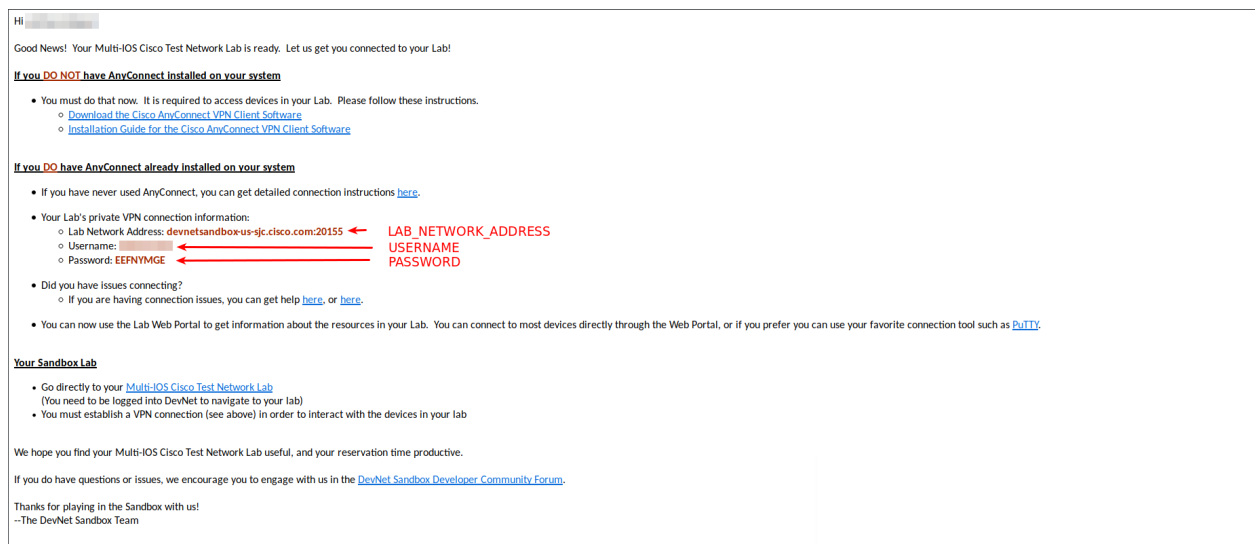 Hi
Good News! Your Multi-IOS Cisco Test Network Lab is ready. Let us get you connected to your Lab!
If you DO NOT have AnyConnect installed on your system
• You must do that now. It is required to access devices in your Lab. Please follow these instructions.
◦ Download the Cisco AnyConnect VPN Client Software
◦ Installation Guide for the Cisco AnyConnect VPN Client Software
If you DO have AnyConnect already installed on your system
• If you have never used AnyConnect, you can get detailed connection instructions here.
• Your Lab's private VPN connection information:
◦ Lab Network Address: devnetsandbox-us-sjc.cisco.com:20155 LAB_NETWORK_ADDRESS
◦ Username: USERNAME
◦ Password: EEFNYMGE PASSWORD
• Did you have issues connecting?
◦ If you are having connection issues, you can get help here, or here.
• You can now use the Lab Web Portal to get information about the resources in your Lab. You can connect to most devices directly through the Web Portal, or if you prefer you can use your favorite connection tool such as PuTTY.
Your Sandbox Lab
• Go directly to your Multi-IOS Cisco Test Network Lab
(You need to be logged into DevNet to navigate to your lab)
• You must establish a VPN connection (see above) in order to interact with the devices in your lab
We hope you find your Multi-IOS Cisco Test Network Lab useful, and your reservation time productive.
If you do have questions or issues, we encourage you to engage with us in the DevNet Sandbox Developer Community Forum.
Thanks for playing in the Sandbox with us!
--The DevNet Sandbox Team